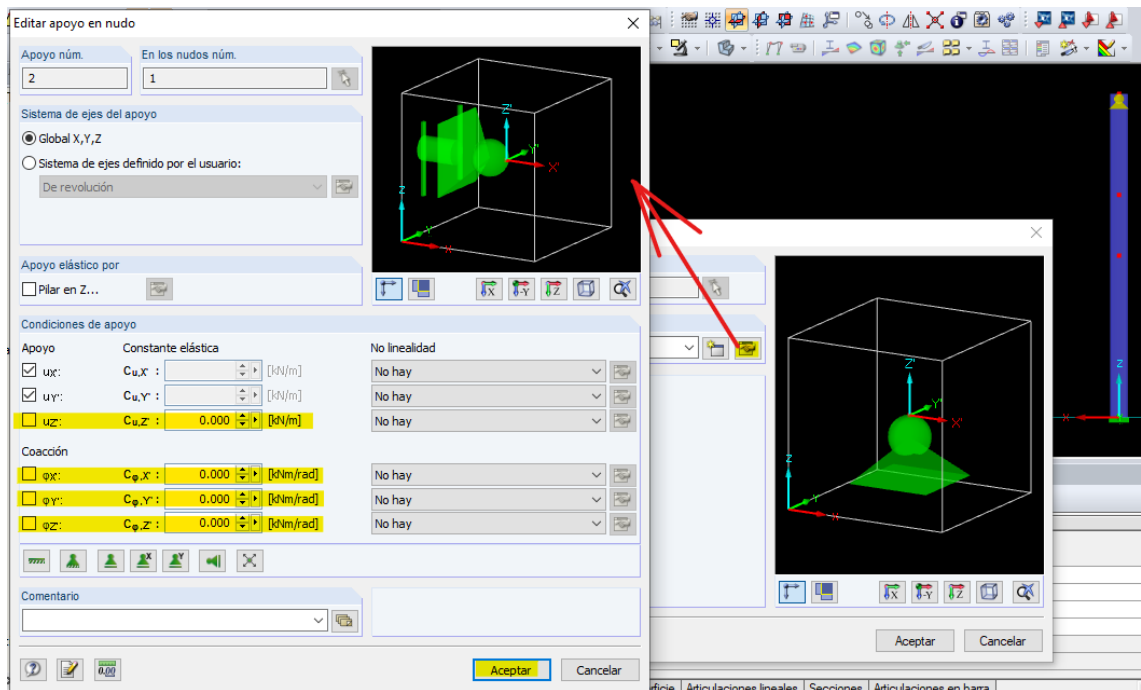 Editar apoyo en nudo
Apoyo núm.
En los nudos núm.
2
1
Sistema de ejes del apoyo
Global X,Y,Z
Sistema de ejes definido por el usuario:
De revolución
Apoyo elástico por
Pilar en Z...
Z'
Y'
X'
Z
Y
X
X
-Y
Z
Condiciones de apoyo
Apoyo
Constante elástica
No linealidad
uX': Cu,X' : [kN/m] No hay
uY': Cu,Y' : [kN/m] No hay
uZ': Cu,Z' : 0.000 [kN/m] No hay
Coacción
φX': Cφ,X' : 0.000 [kNm/rad] No hay
φY': Cφ,Y' : 0.000 [kNm/rad] No hay
φZ': Cφ,Z' : 0.000 [kNm/rad] No hay
X
Y
Comentario
0,00
Aceptar
Cancelar
Z'
Y'
X'
Z
Y
X
X
-Y
Z
Aceptar
Cancelar
Z
X
Articulaciones lineales
Secciones
Articulaciones en barra